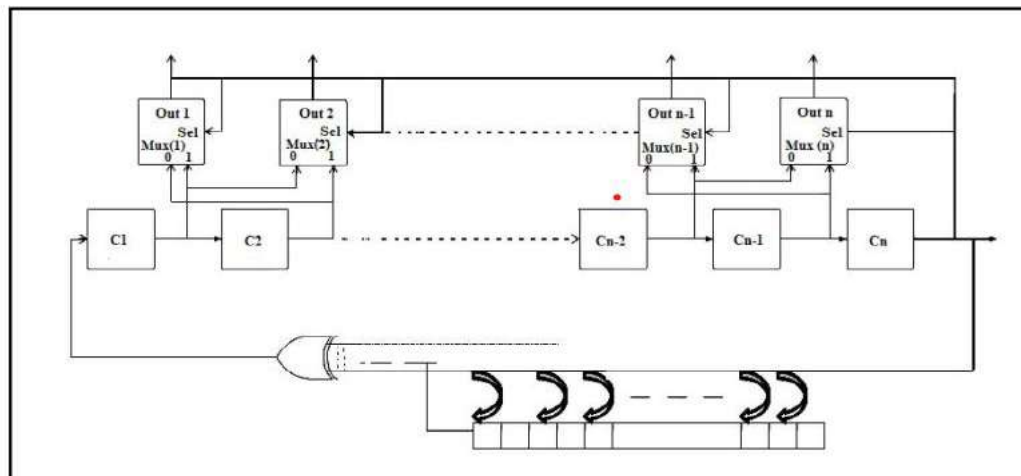 Out 1
Sel
Mux(1)
0 1
Out 2
Sel
Mux(2)
0 1
Out n-1
Sel
Mux(n-1)
0 1
Out n
Sel
Mux (n)
0 1
C1
C2
Cn-2
Cn-1
Cn